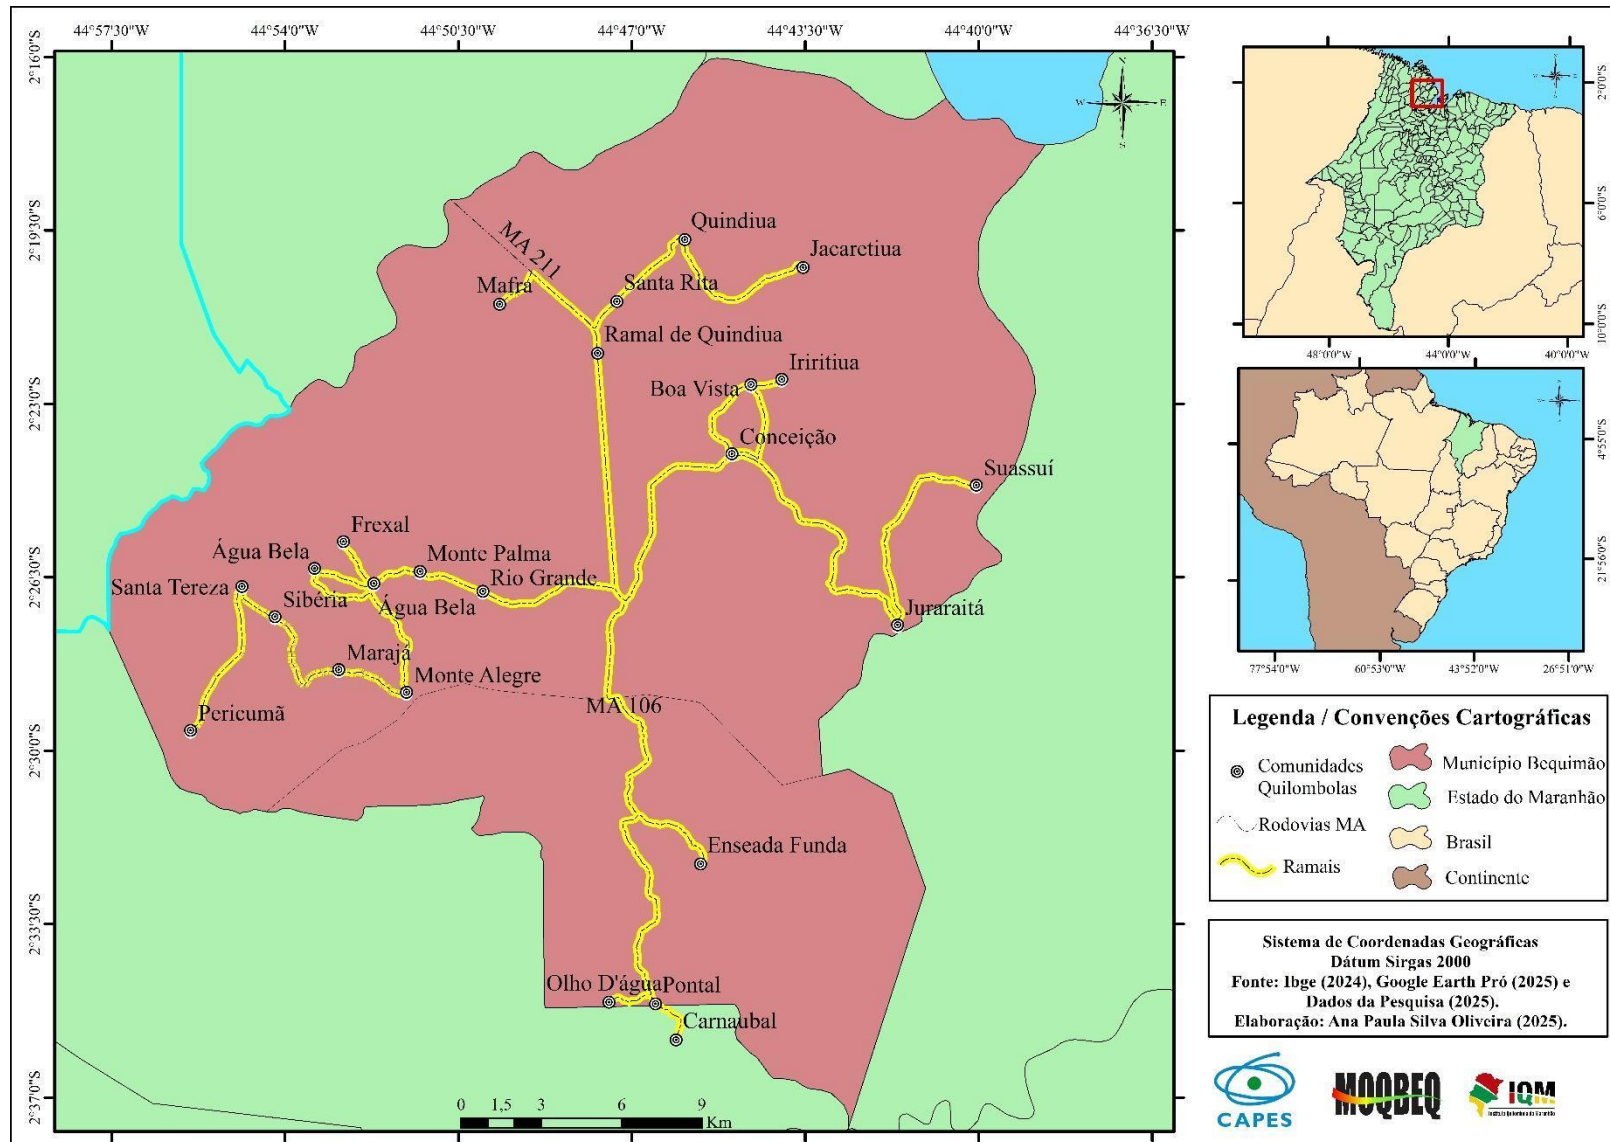 44°57'30"W
44°54'0"W
44°50'30"W
44°47'0"W
44°43'30"W
44°40'0"W
44°36'30"W
2°16'0"S
2°19'30"S
2°23'0"S
2°26'30"S
2°30'0"S
2°33'30"S
2°37'0"S
N
W
E
S
Quindiua
Jacaretiua
MA 211
Mafra
Santa Rita
Ramal de Quindiua
Iriritiua
Boa Vista
Conceição
Suassuí
Frexal
Água Bela
Monte Palma
Santa Tereza
Rio Grande
Sibéria
Água Bela
Juraraitá
Marajá
Monte Alegre
MA 106
Pericumã
Enseada Funda
Olho D'água
Pontal
Carnaubal
0 1,5 3 6 9
Km
2°0'0"S
6°0'0"S
10°0'0"S
48°0'0"W
44°0'0"W
40°0'0"W
4°55'0"S
21°56'0"S
77°54'0"W
60°53'0"W
43°52'0"W
26°51'0"W
Legenda / Convenções Cartográficas
Comunidades
Quilombolas
Rodovias MA
Ramais
Município Bequimão
Estado do Maranhão
Brasil
Continente
Sistema de Coordenadas Geográficas
Dátum Sirgas 2000
Fonte: Ibge (2024), Google Earth Pró (2025) e
Dados da Pesquisa (2025).
Elaboração: Ana Paula Silva Oliveira (2025).
CAPES
MOQBEQ
IQM